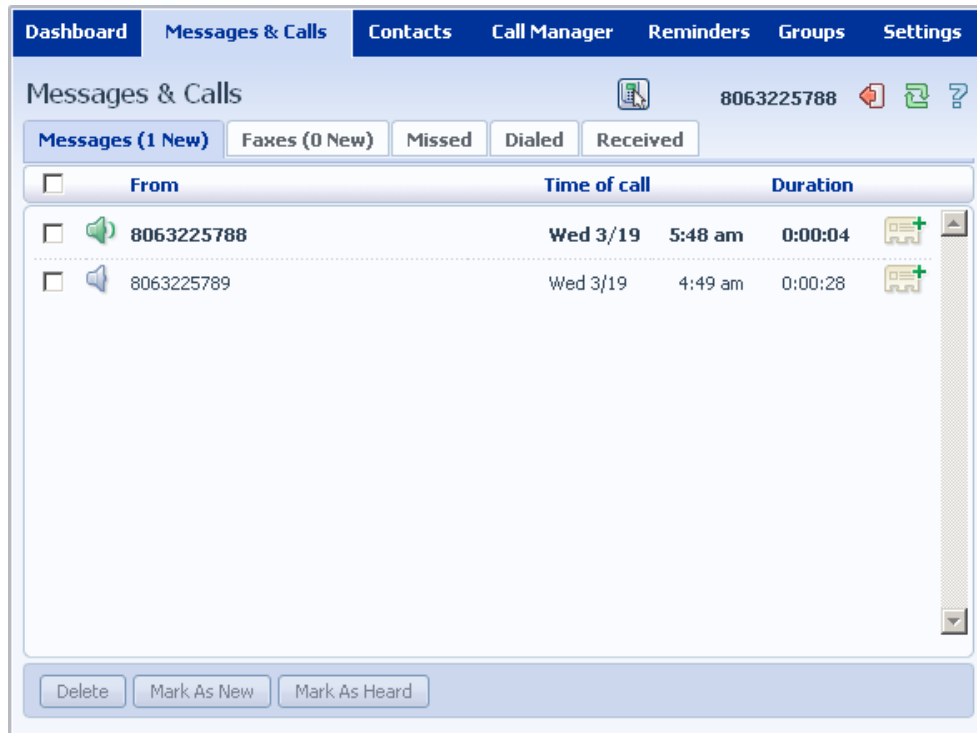 Dashboard Messages & Calls Contacts Call Manager Reminders Groups Settings
Messages & Calls 8063225788 ?
Messages (1 New) Faxes (0 New) Missed Dialed Received
From Time of call Duration
8063225788 Wed 3/19 5:48 am 0:00:04
8063225789 Wed 3/19 4:49 am 0:00:28
Delete Mark As New Mark As Heard